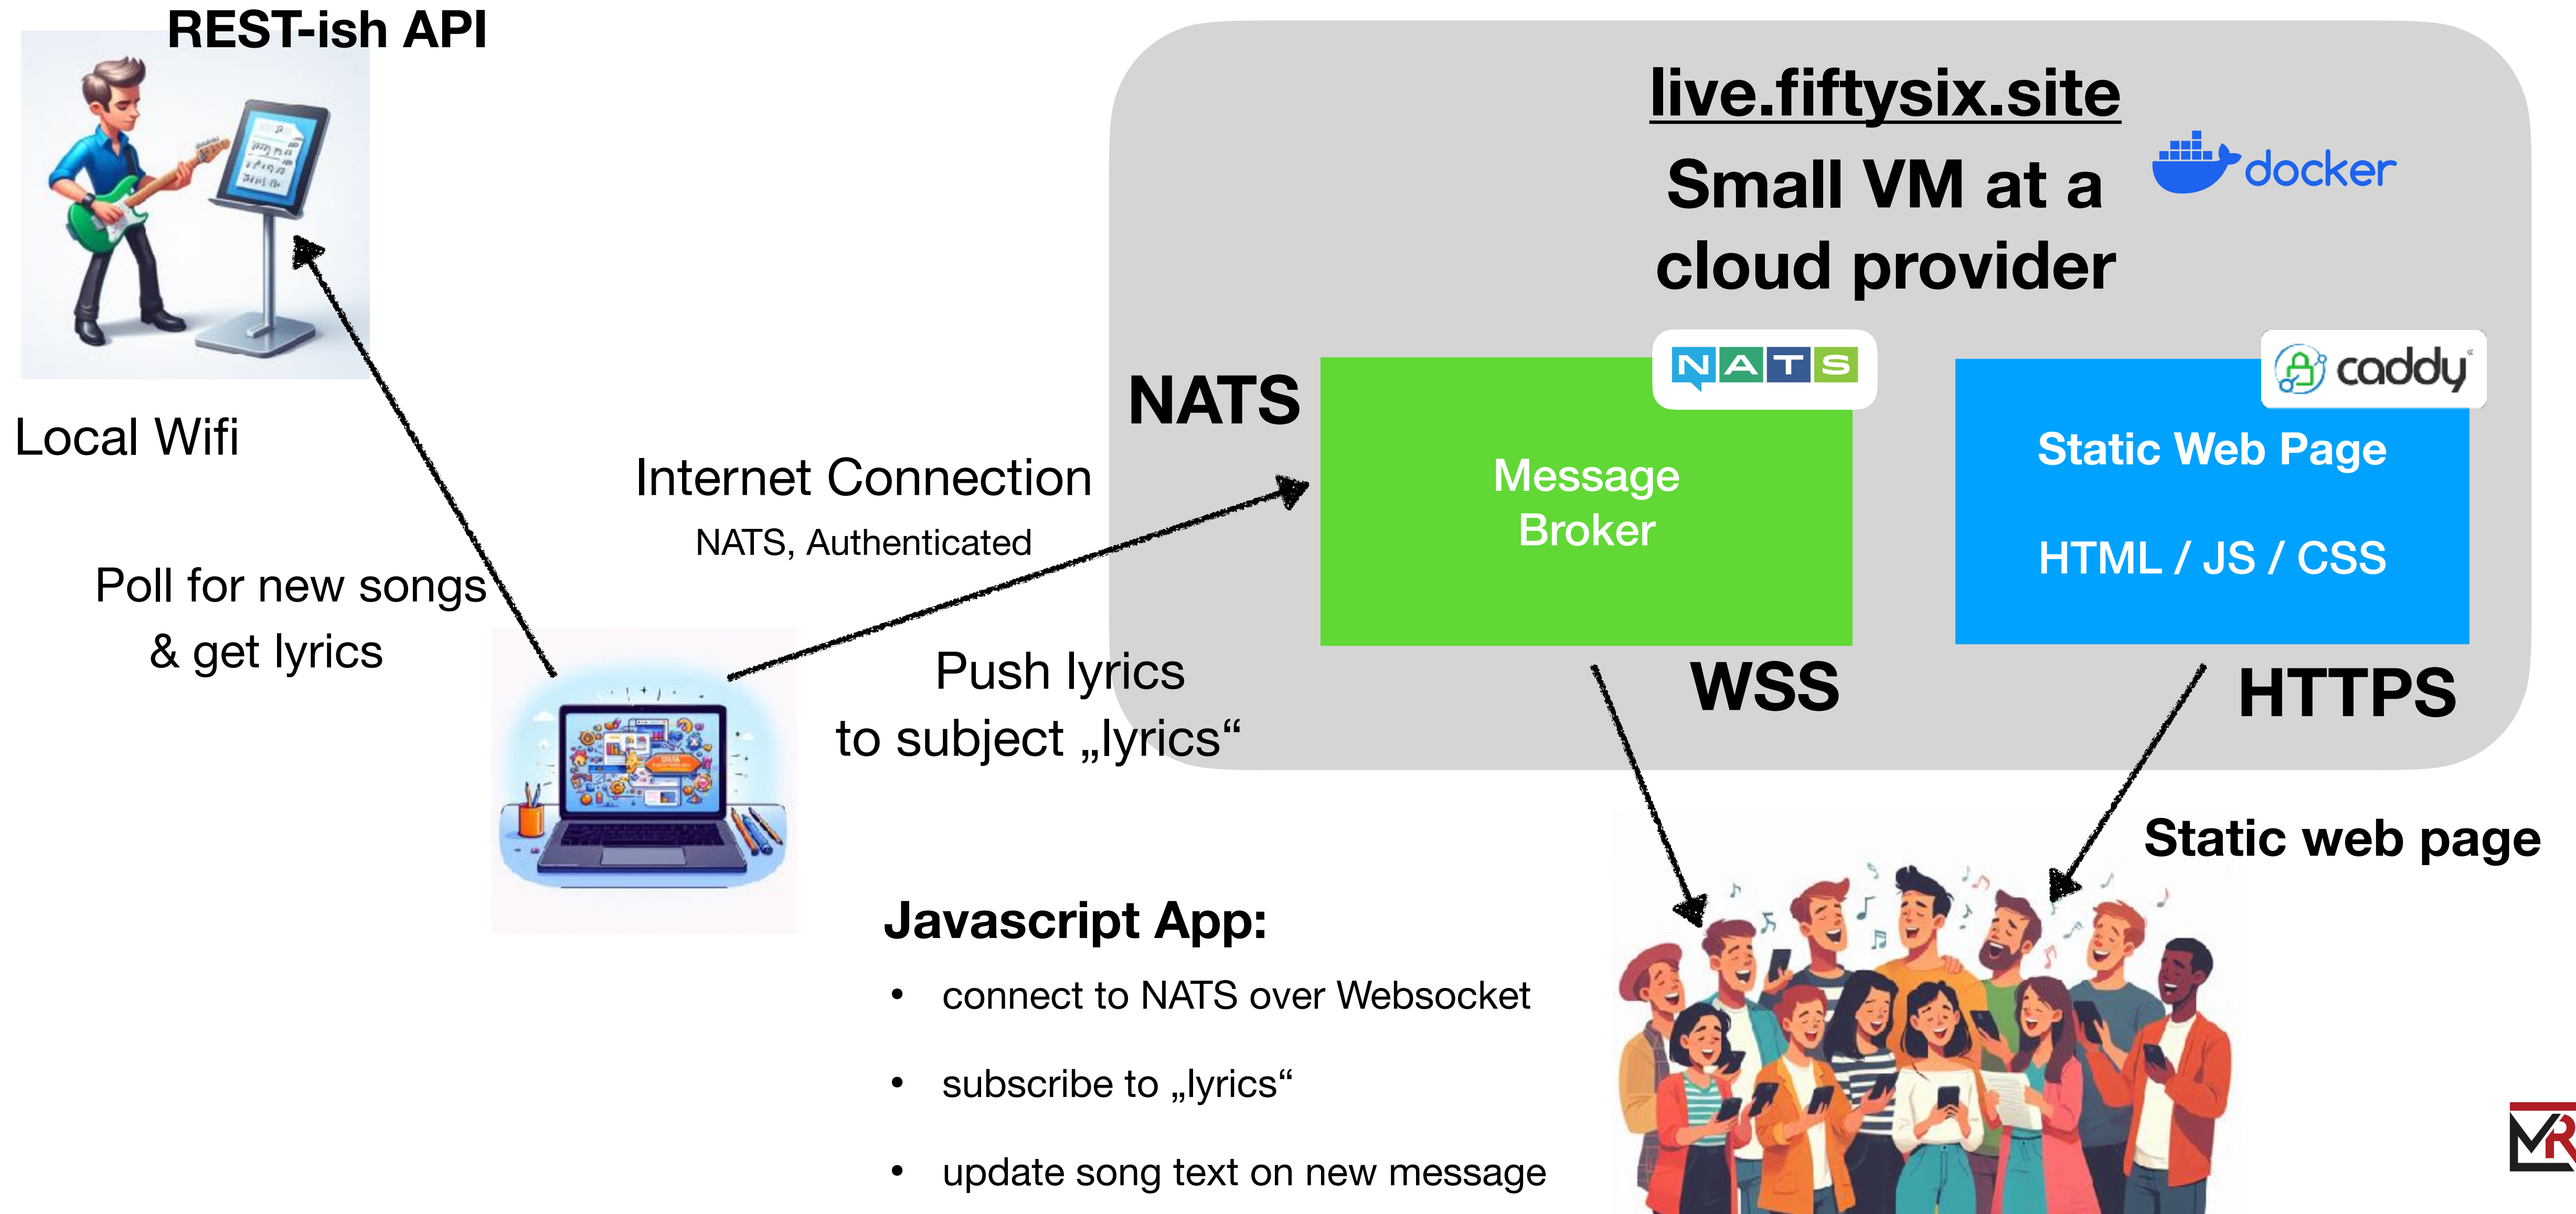 REST-ish API
live.fiftysix.site
Small VM at a
cloud provider
docker
NATS
NATS
caddy
Local Wifi
Internet Connection
NATS, Authenticated
Message
Broker
Static Web Page
HTML / JS / CSS
Poll for new songs
& get lyrics
Push lyrics
to subject „lyrics“
WSS
HTTPS
Static web page
Javascript App:
• connect to NATS over Websocket
• subscribe to „lyrics“
• update song text on new message
MR